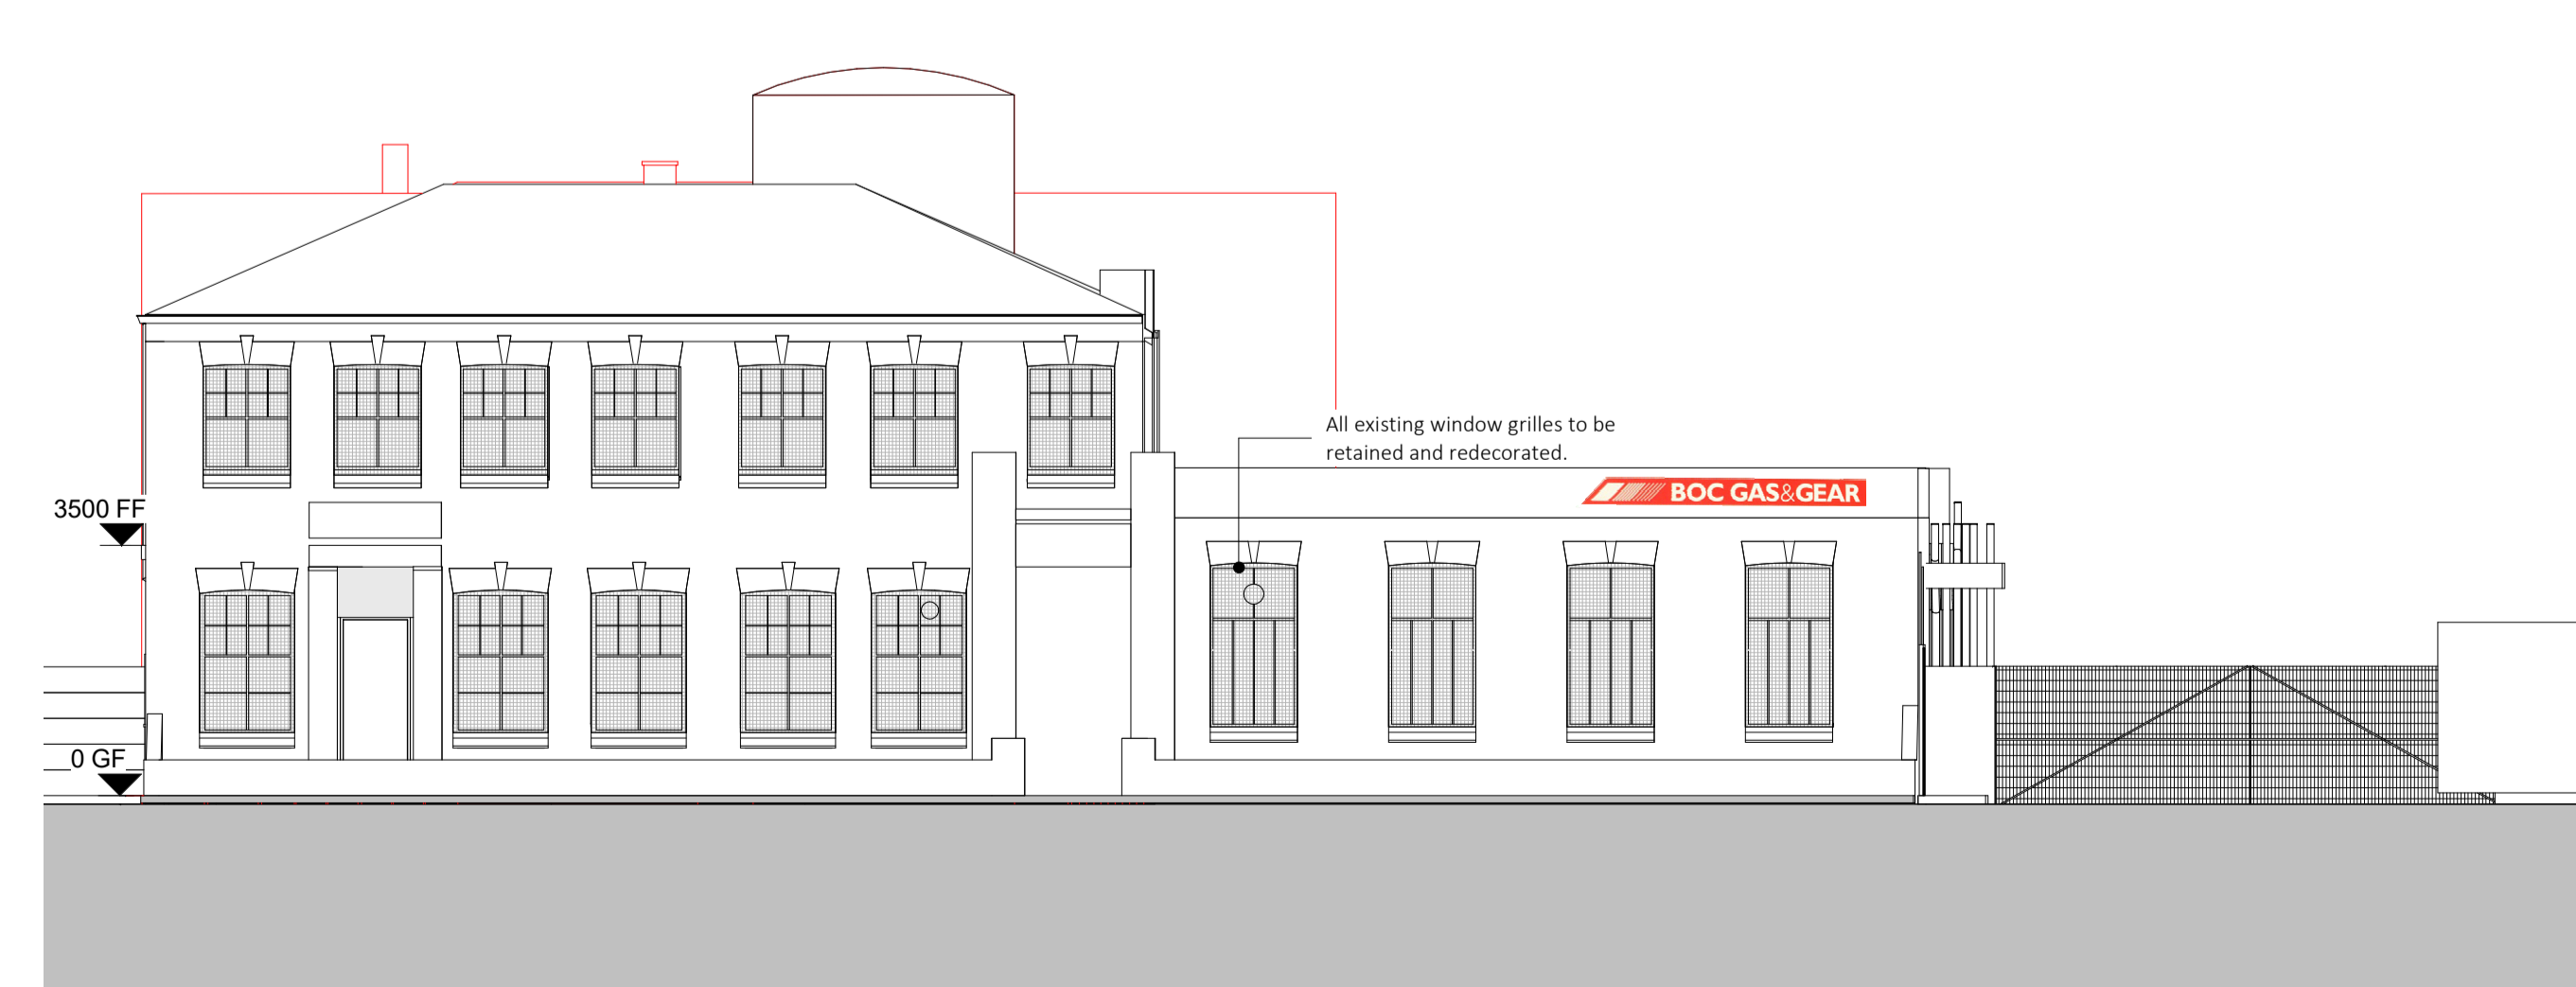 All existing window grilles to be
retained and redecorated.
BOC GAS&GEAR
3500 FF
0 GF